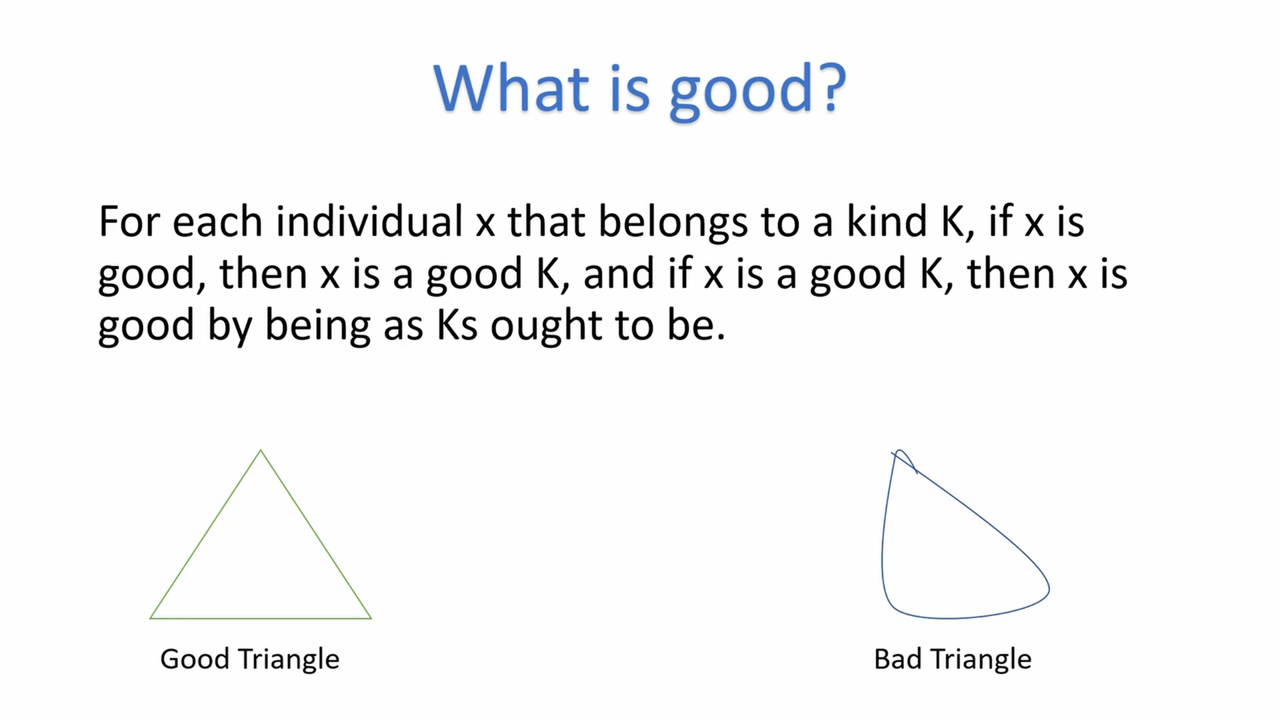 What is good?
For each individual x that belongs to a kind K, if x is
good, then x is a good K, and if x is a good K, then x is
good by being as Ks ought to be.
Good Triangle
Bad Triangle